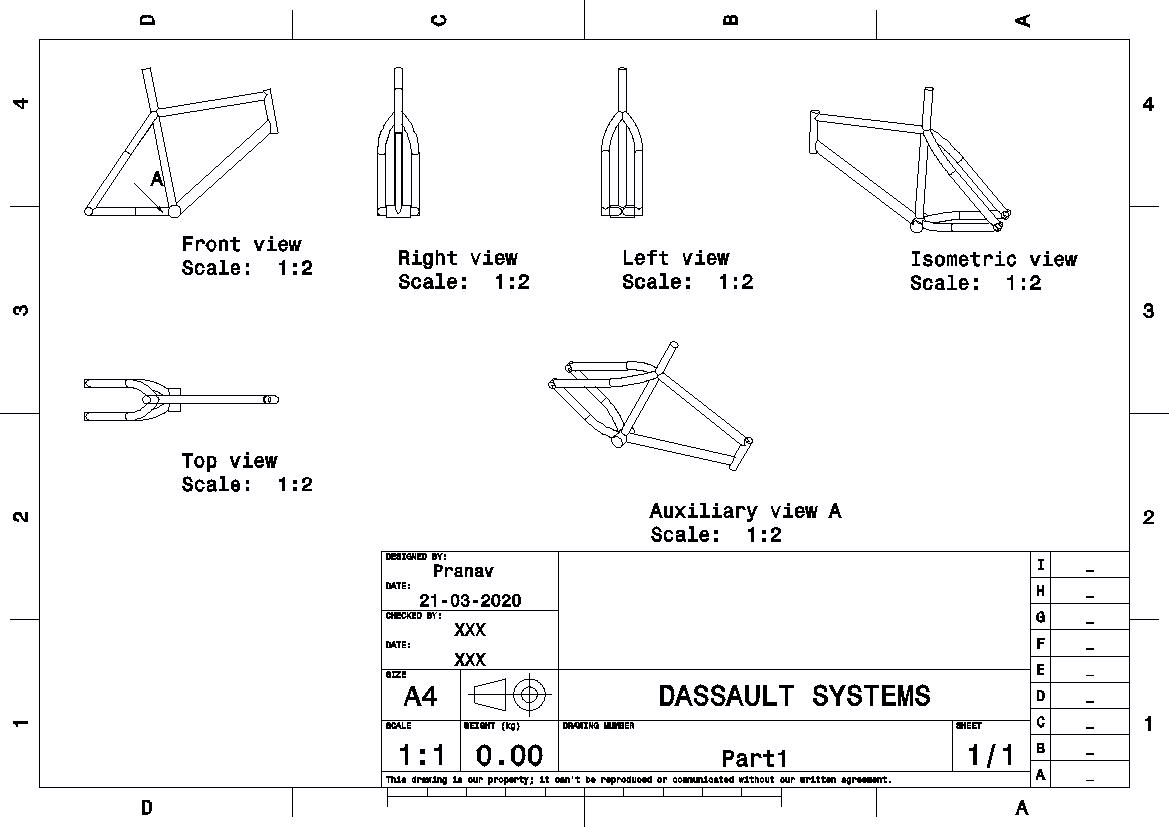 D C B A
4 4
A
Front view
Scale: 1:2
Right view
Scale: 1:2
Left view
Scale: 1:2
Isometric view
Scale: 1:2
3 3
Top view
Scale: 1:2
Auxiliary view A
Scale: 1:2
2 2
DESIGNED BY:
Pranav
DATE:
21-03-2020
CHECKED BY:
XXX
DATE:
XXX
SIZE
A4
DASSAULT SYSTEMS
SCALE
1:1
WEIGHT (kg)
0.00
DRAWING NUMBER
Part1
SHEET
1/1
This drawing is our property; it can't be reproduced or communicated without our written agreement.
I _
H _
G _
F _
E _
D _
C _
B _
A _
1 1
D A